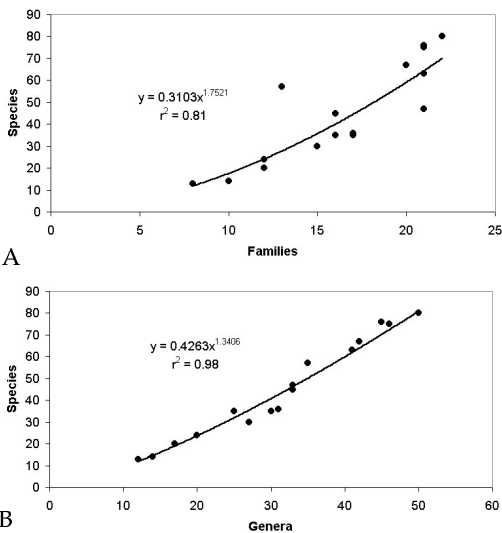 90
80
70
60
50
40
30
20
10
0
Species
y = 0.3103x^1.7521
r² = 0.81
0 5 10 15 20 25
Families
A
90
80
70
60
50
40
30
20
10
0
Species
y = 0.4263x^1.3406
r² = 0.98
0 10 20 30 40 50 60
Genera
B